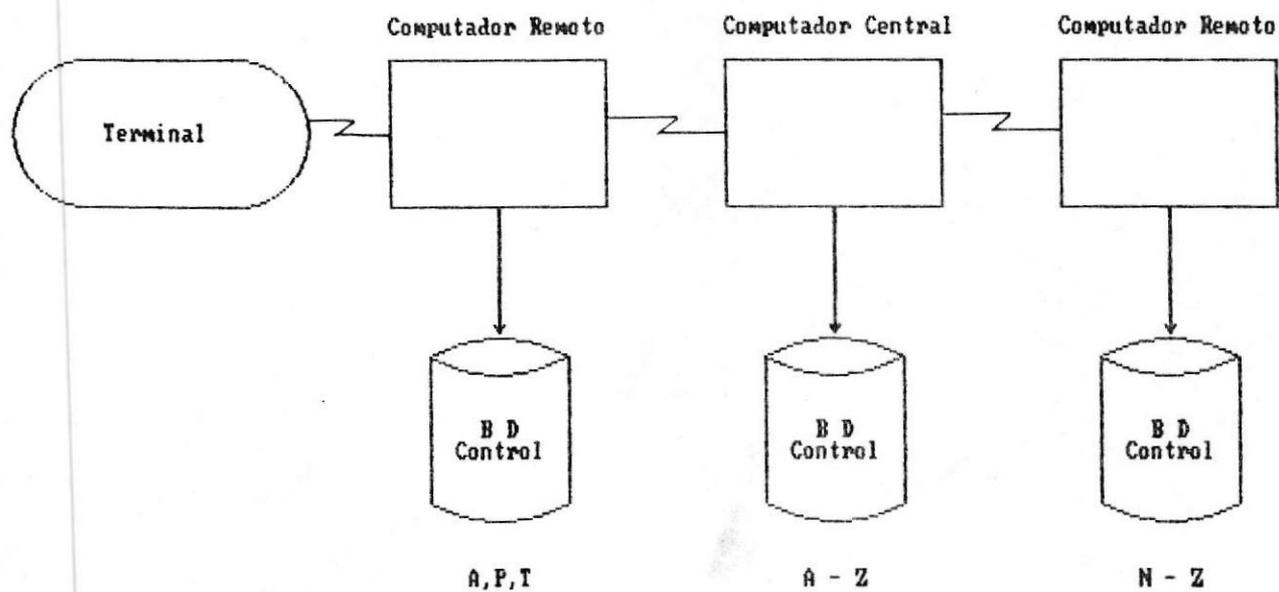 Computador Remoto
Computador Central
Computador Remoto
Terminal
B D
Control
B D
Control
B D
Control
A,P,T
A - Z
N - Z